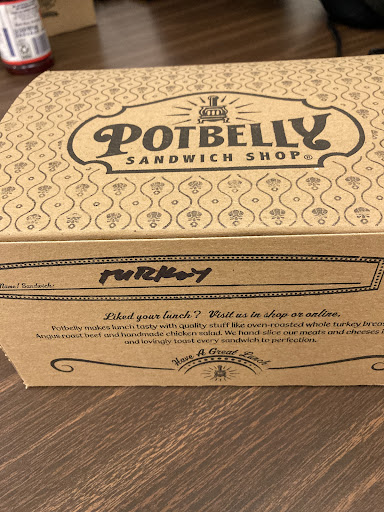 POTBELLY
SANDWICH SHOP®
Name/Sandwich: TURKEY
Liked your lunch? Visit us in shop or online.
Potbelly makes lunch tasty with quality stuff like oven-roasted whole turkey breast
Angus roast beef and handmade chicken salad. We hand-slice our meats and cheeses
and lovingly toast every sandwich to perfection.
Have A Great Lunch